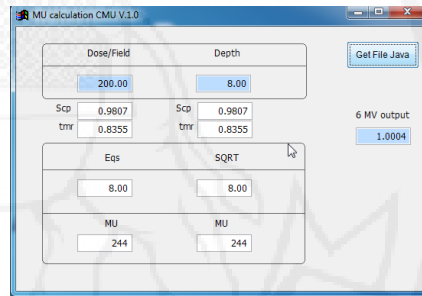 MU calculation CMU V.1.0
Dose/Field Depth
200.00 8.00
Get File Java
Scp 0.9807 Scp 0.9807
tmr 0.8355 tmr 0.8355
6 MV output
1.0004
Eqs SQRT
8.00 8.00
MU MU
244 244